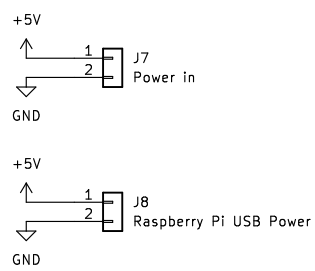 +5V
1
J7
2
Power in
GND
+5V
1
J8
2
Raspberry Pi USB Power
GND